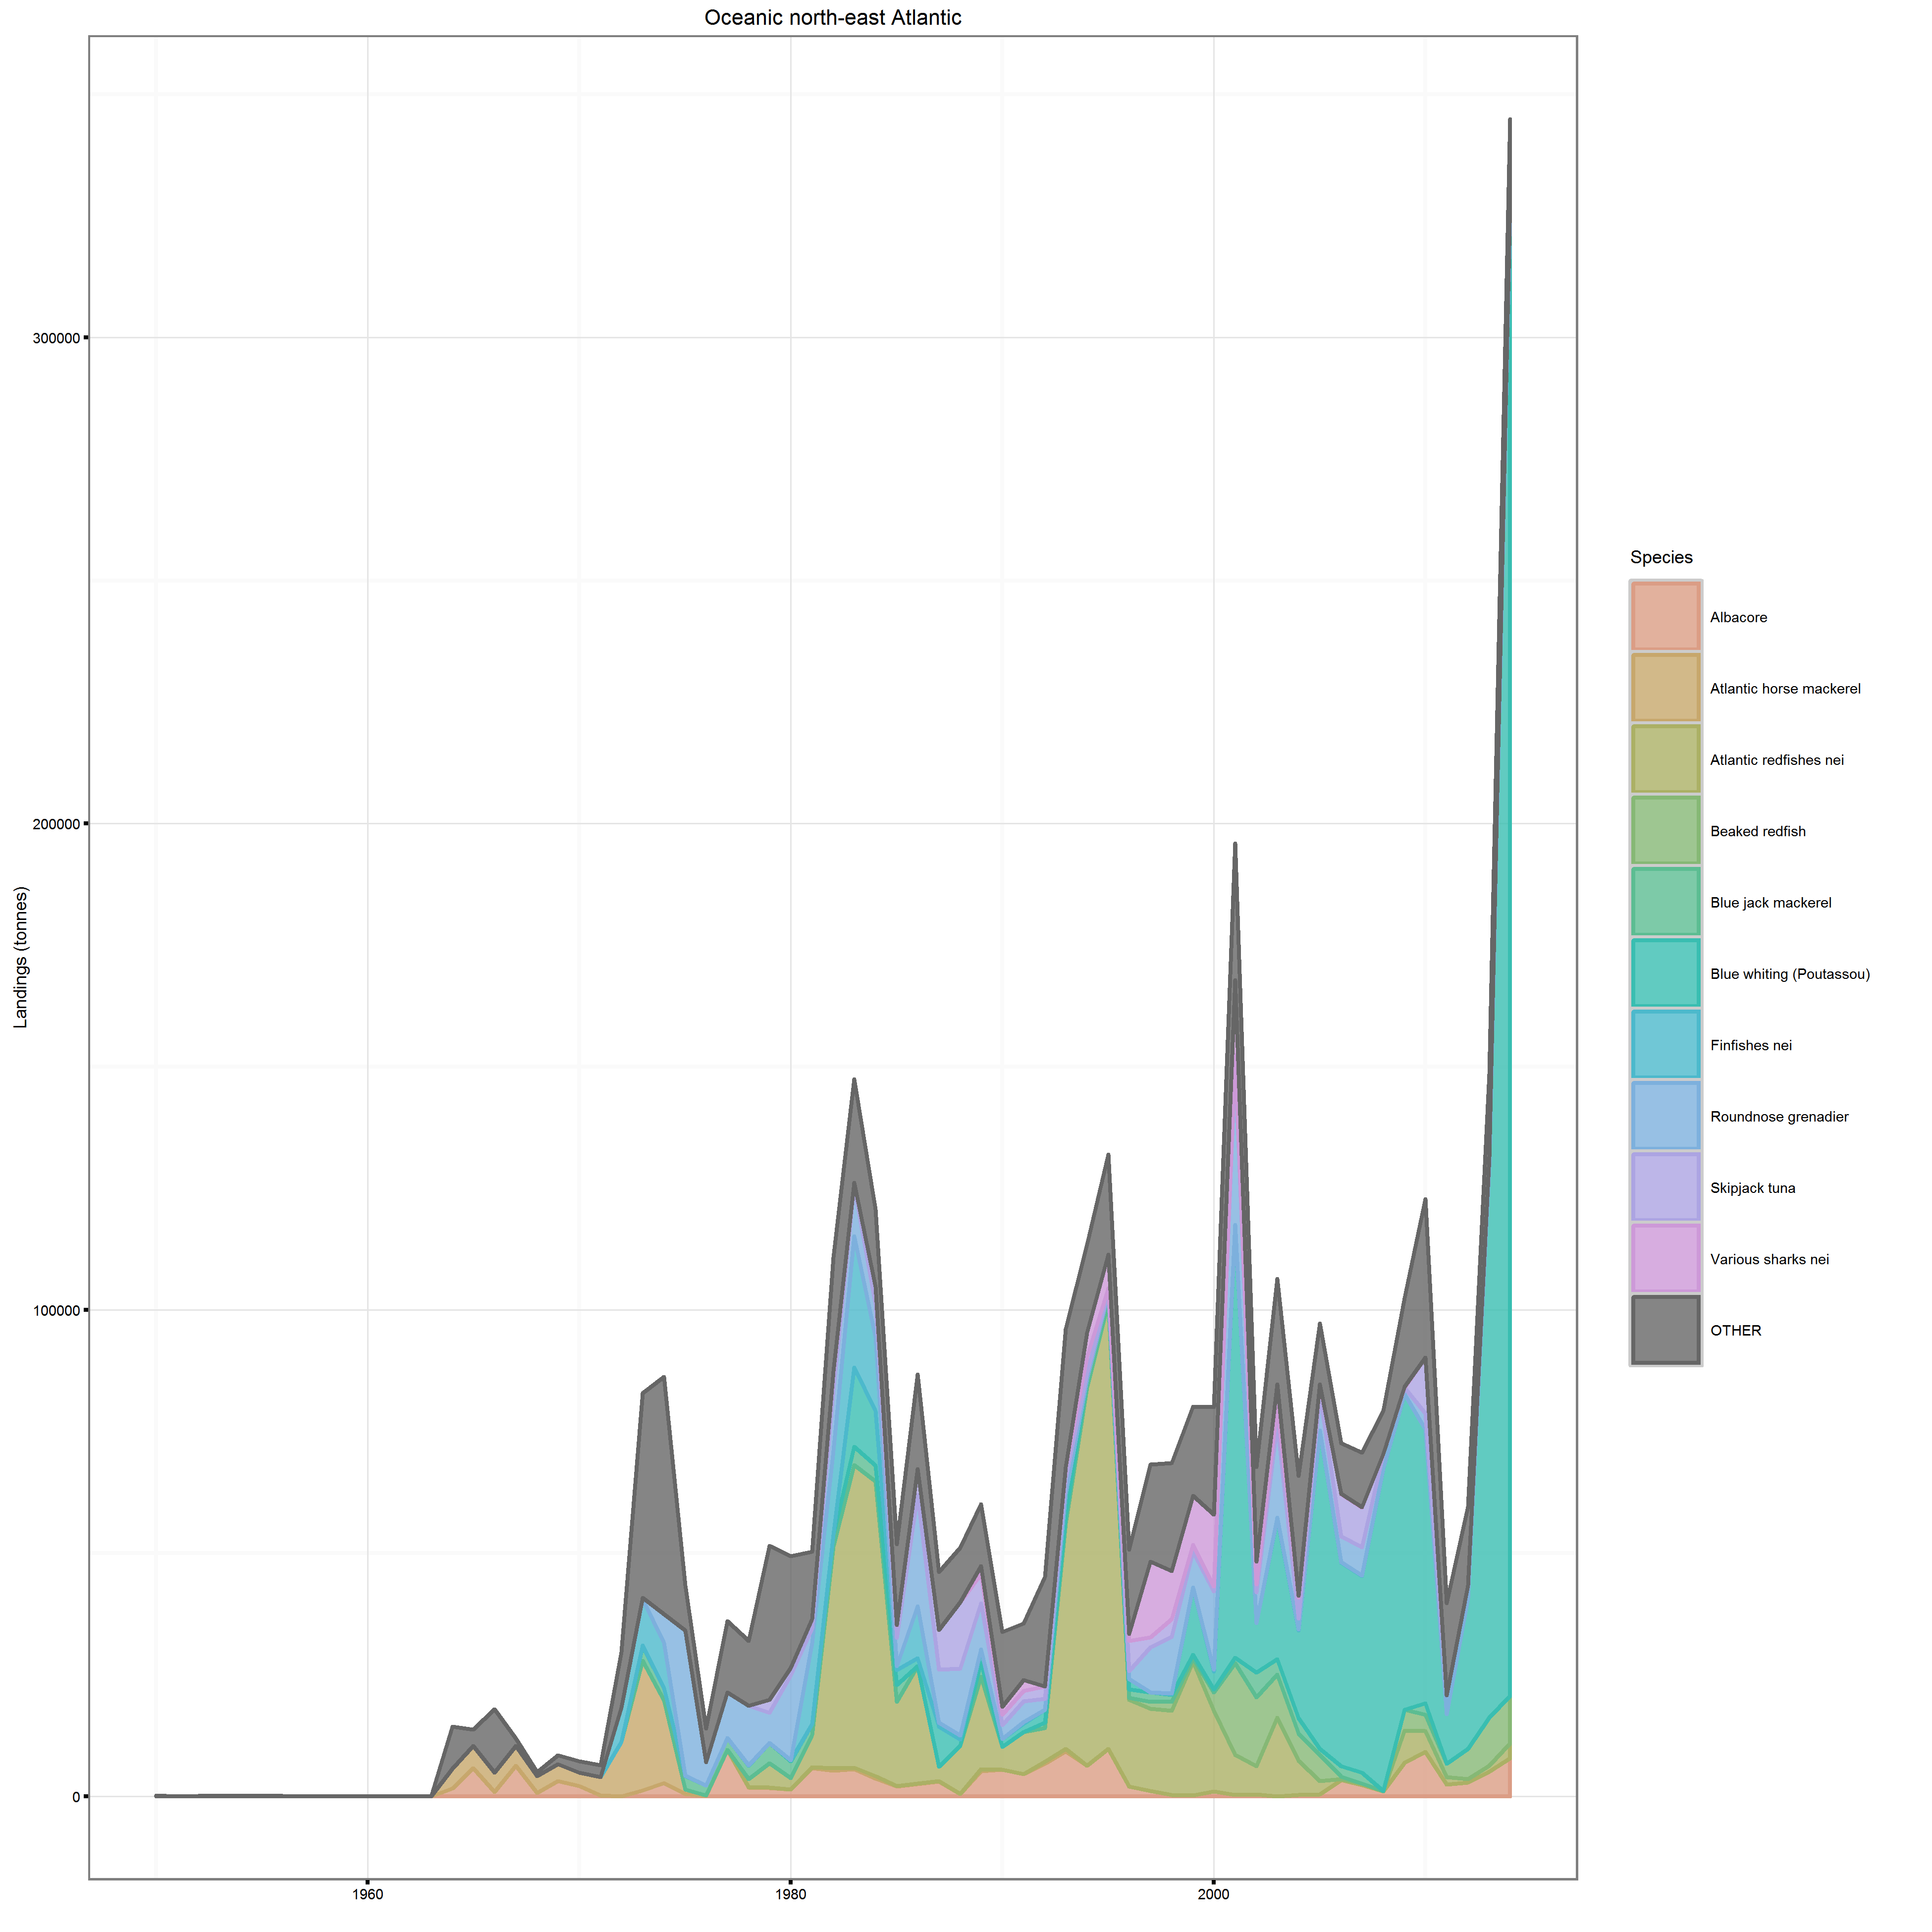 Oceanic north-east Atlantic
Landings (tonnes)
300000
200000
100000
0
1960
1980
2000
Species
Albacore
Atlantic horse mackerel
Atlantic redfishes nei
Beaked redfish
Blue jack mackerel
Blue whiting (Poutassou)
Finfishes nei
Roundnose grenadier
Skipjack tuna
Various sharks nei
OTHER